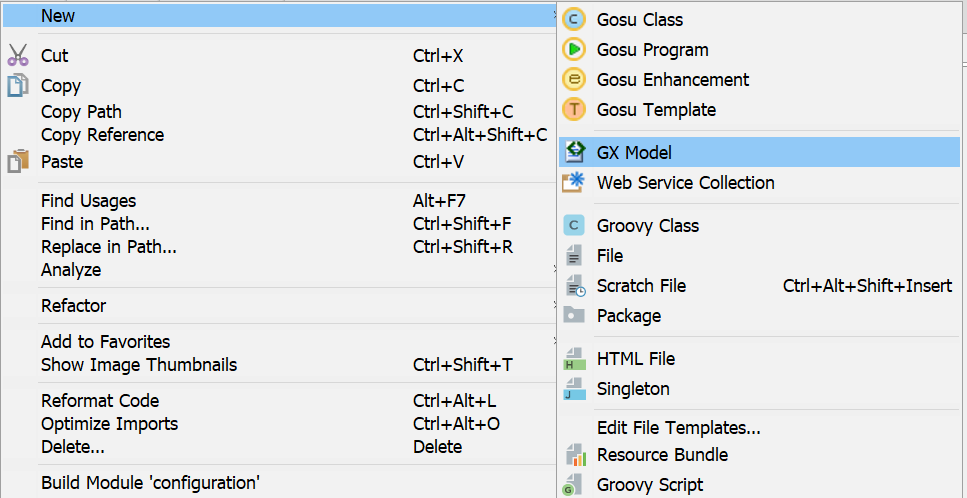 New
Cut Ctrl+X
Copy Ctrl+C
Copy Path Ctrl+Shift+C
Copy Reference Ctrl+Alt+Shift+C
Paste Ctrl+V
Find Usages Alt+F7
Find in Path... Ctrl+Shift+F
Replace in Path... Ctrl+Shift+R
Analyze
Refactor
Add to Favorites
Show Image Thumbnails Ctrl+Shift+T
Reformat Code Ctrl+Alt+L
Optimize Imports Ctrl+Alt+O
Delete... Delete
Build Module 'configuration'
C Gosu Class
Gosu Program
e Gosu Enhancement
T Gosu Template
GX Model
Web Service Collection
C Groovy Class
File
Scratch File Ctrl+Alt+Shift+Insert
Package
H HTML File
J Singleton
Edit File Templates...
Resource Bundle
G Groovy Script